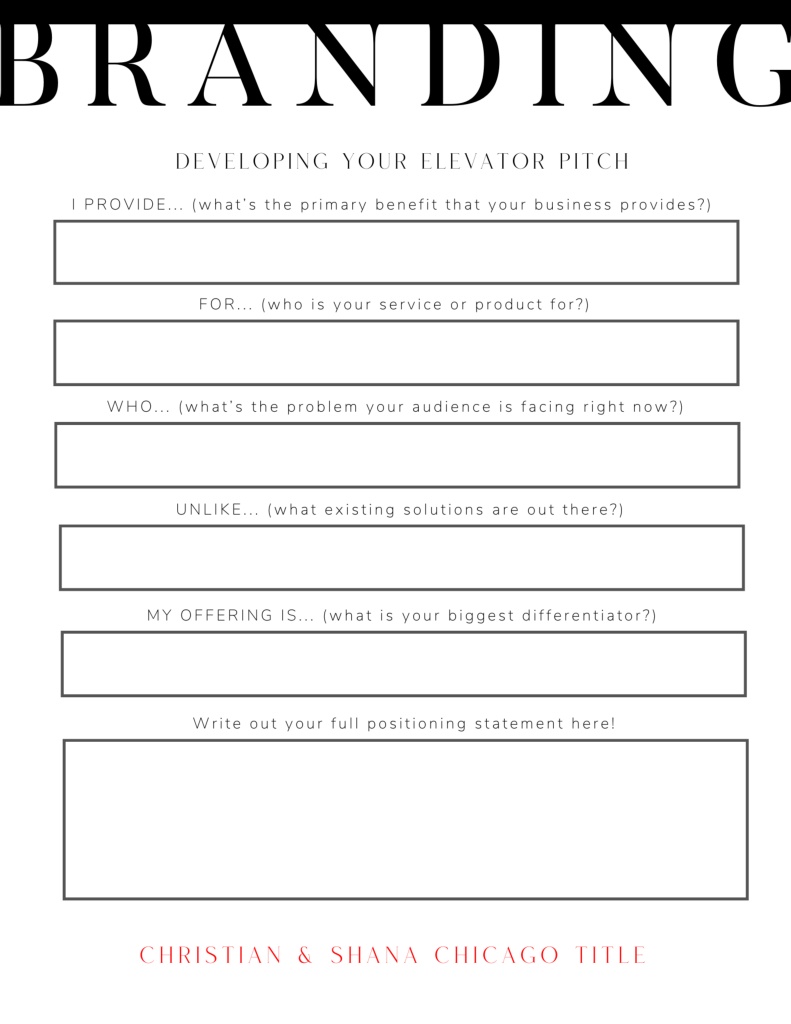 BRANDING
DEVELOPING YOUR ELEVATOR PITCH
I PROVIDE... (what's the primary benefit that your business provides?)
FOR... (who is your service or product for?)
WHO... (what's the problem your audience is facing right now?)
UNLIKE... (what existing solutions are out there?)
MY OFFERING IS... (what is your biggest differentiator?)
Write out your full positioning statement here!
CHRISTIAN & SHANA CHICAGO TITLE